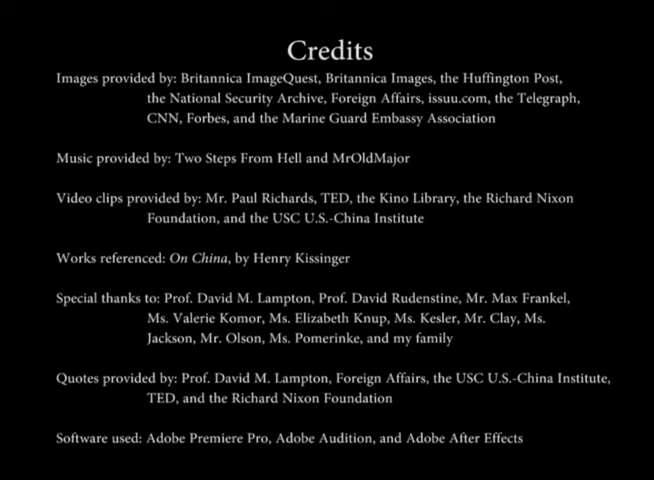 Credits
Images provided by: Britannica ImageQuest, Britannica Images, the Huffington Post,
the National Security Archive, Foreign Affairs, issuu.com, the Telegraph,
CNN, Forbes, and the Marine Guard Embassy Association
Music provided by: Two Steps From Hell and MrOldMajor
Video clips provided by: Mr. Paul Richards, TED, the Kino Library, the Richard Nixon
Foundation, and the USC U.S.-China Institute
Works referenced: On China, by Henry Kissinger
Special thanks to: Prof. David M. Lampton, Prof. David Rudenstine, Mr. Max Frankel,
Ms. Valerie Komor, Ms. Elizabeth Knup, Ms. Kesler, Mr. Clay, Ms.
Jackson, Mr. Olson, Ms. Pomerinke, and my family
Quotes provided by: Prof. David M. Lampton, Foreign Affairs, the USC U.S.-China Institute,
TED, and the Richard Nixon Foundation
Software used: Adobe Premiere Pro, Adobe Audition, and Adobe After Effects